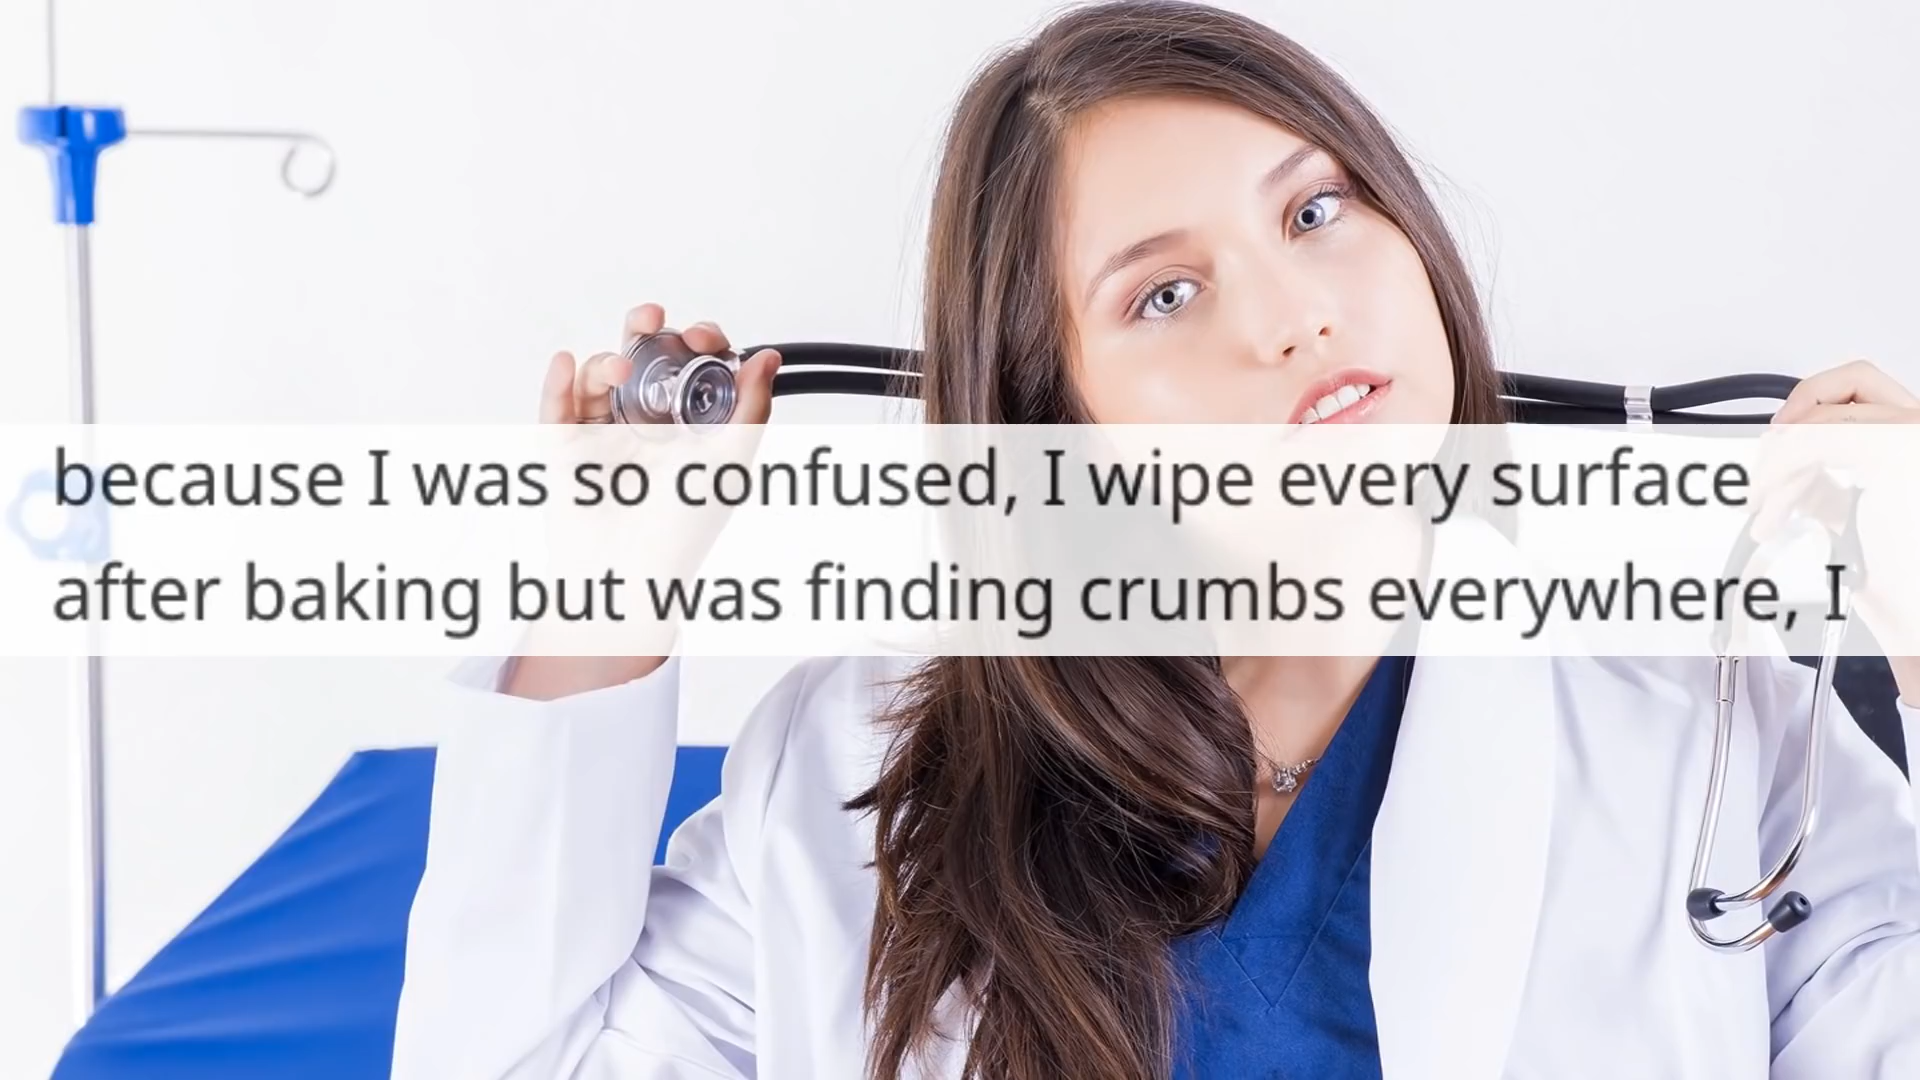 because I was so confused, I wipe every surface
after baking but was finding crumbs everywhere, I